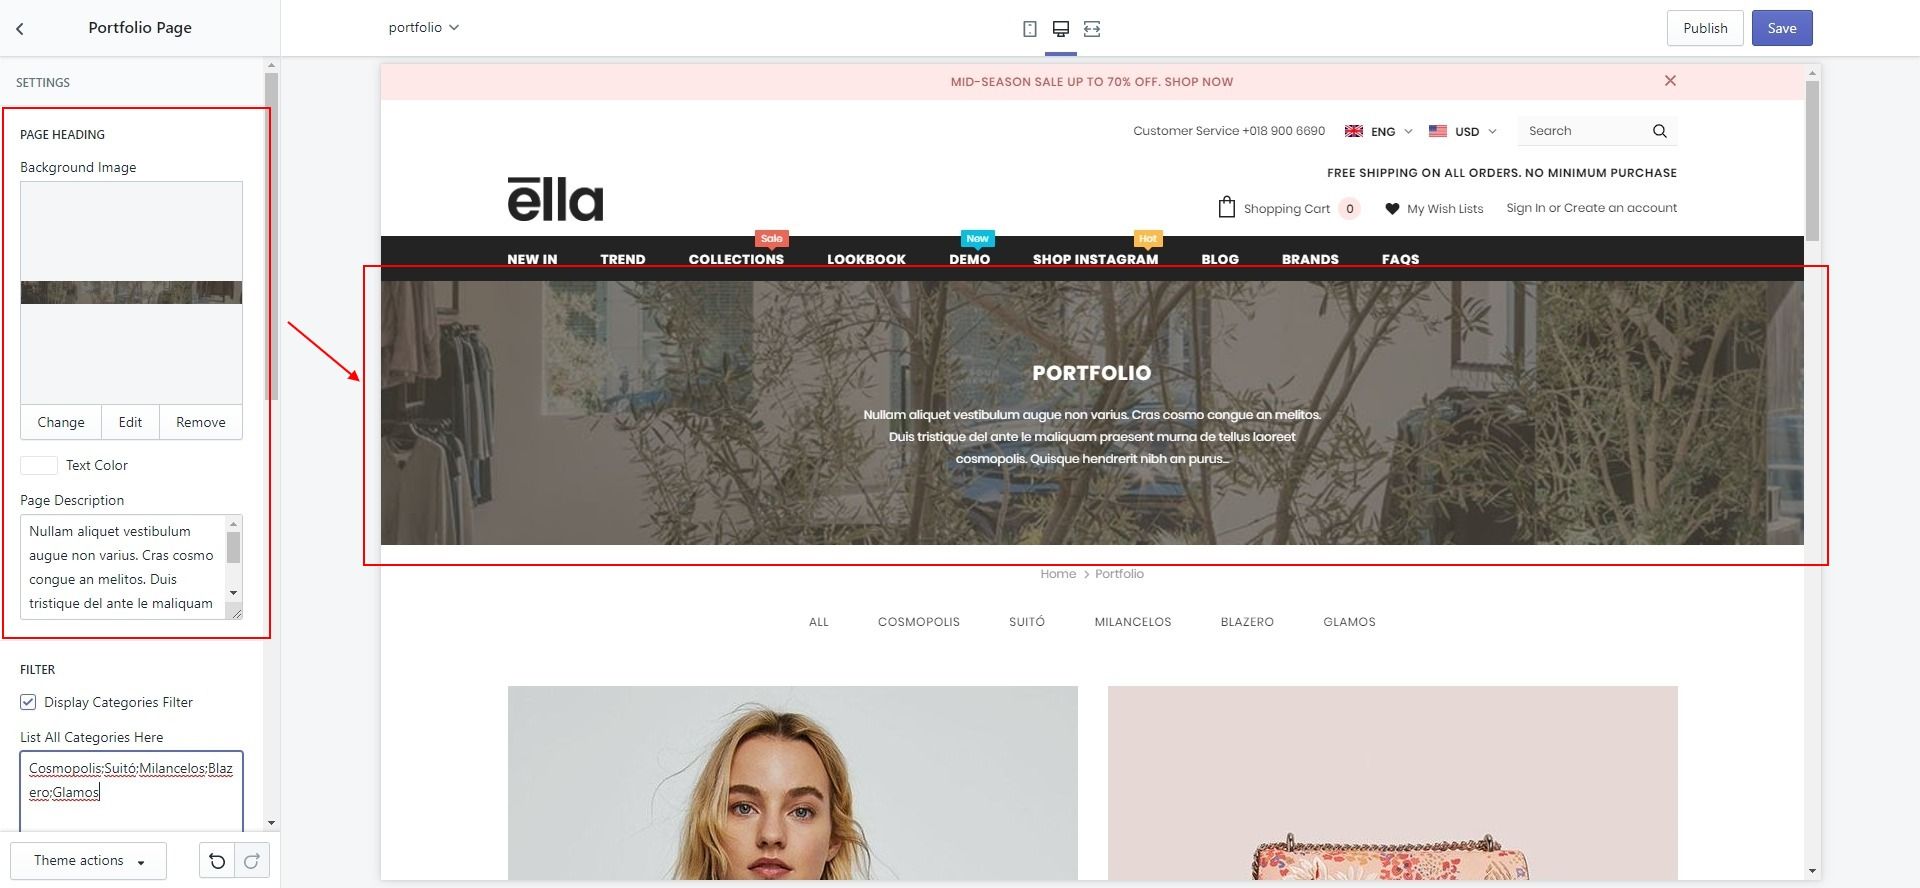 Portfolio Page
portfolio
Publish
Save
SETTINGS
PAGE HEADING
Background Image
Change
Edit
Remove
Text Color
Page Description
Nullam aliquet vestibulum
augue non varius. Cras cosmo
congue an melitos. Duis
tristique del ante le maliquam
FILTER
Display Categories Filter
List All Categories Here
Cosmopolis;Suitó;Milancelos;Blaz
ero;Glamos
Theme actions
MID-SEASON SALE UP TO 70% OFF. SHOP NOW
Customer Service +018 900 6690
ENG
USD
Search
FREE SHIPPING ON ALL ORDERS. NO MINIMUM PURCHASE
ēlla
Shopping Cart 0
My Wish Lists
Sign In or Create an account
Sale
New
Hot
NEW IN
TREND
COLLECTIONS
LOOKBOOK
DEMO
SHOP INSTAGRAM
BLOG
BRANDS
FAQS
PORTFOLIO
Nullam aliquet vestibulum augue non varius. Cras cosmo congue an melitos.
Duis tristique del ante le maliquam praesent murna de tellus laoreet
cosmopolis. Quisque hendrerit nibh an purus...
Home > Portfolio
ALL
COSMOPOLIS
SUITÓ
MILANCELOS
BLAZERO
GLAMOS